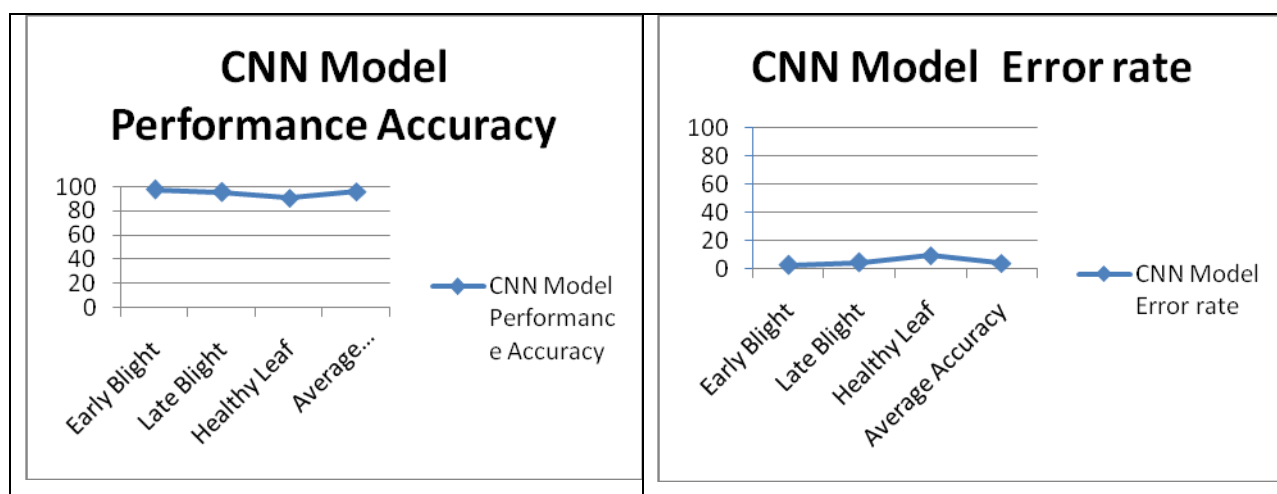 CNN Model
Performance Accuracy
100
80
60
40
20
0
Early Blight
Late Blight
Healthy Leaf
Average...
CNN Model
Performanc
e Accuracy
CNN Model Error rate
100
80
60
40
20
0
Early Blight
Late Blight
Healthy Leaf
Average Accuracy
CNN Model
Error rate